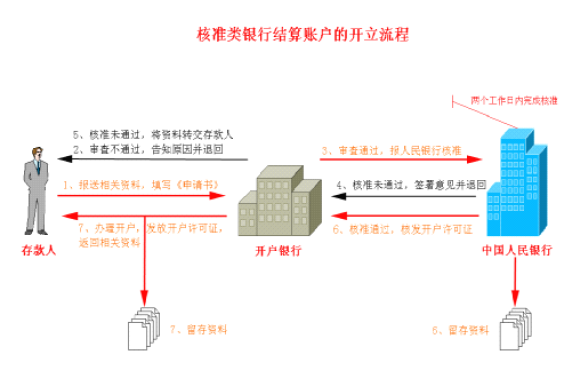 核准类银行结算账户的开立流程
两个工作日内完成核准
5、核准未通过，将资料转交存款人
2、审查不通过，告知原因并退回
3、审查通过，报人民银行核准
1、报送相关资料，填写《申请书》
4、核准未通过，签署意见并退回
7、办理开户，发放开户许可证，
返回相关资料
6、核准通过，核发开户许可证
存款人
开户银行
中国人民银行
7、留存资料
6、留存资料